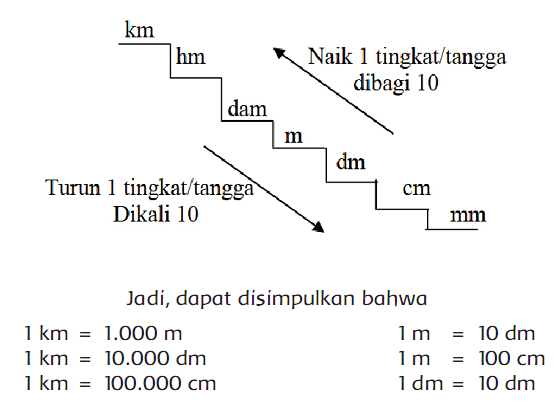 km
hm
Naik 1 tingkat/tangga
dibagi 10
dam
m
dm
Turun 1 tingkat/tangga
Dikali 10
cm
mm
Jadi, dapat disimpulkan bahwa
1 km = 1.000 m
1 km = 10.000 dm
1 km = 100.000 cm
1 m = 10 dm
1 m = 100 cm
1 dm = 10 dm